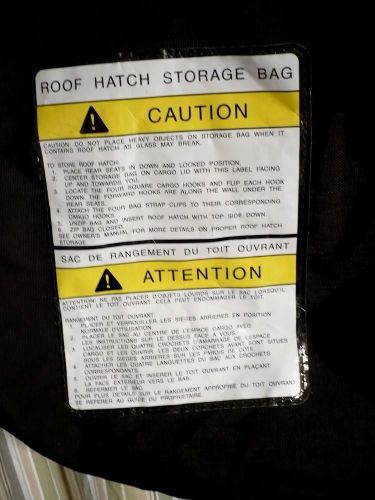 ROOF HATCH STORAGE BAG
CAUTION
CAUTION: DO NOT PLACE HEAVY OBJECTS ON STORAGE BAG WHEN IT
CONTAINS ROOF HATCH AS GLASS MAY BREAK.
TO STORE ROOF HATCH:
1. PLACE REAR SEATS IN DOWN AND LOCKED POSITION.
2. CENTER STORAGE BAG ON CARGO LID WITH THIS LABEL FACING
UP AND TOWARDS YOU.
3. LOCATE THE FOUR SQUARE CARGO HOOKS AND FLIP EACH HOOK
DOWN. THE FORWARD HOOKS ARE ALONG THE WALL UNDER THE
REAR SEATS.
4. ATTACH THE FOUR BAG STRAP CLIPS TO THEIR CORRESPONDING
CARGO HOOKS.
5. UNZIP BAG AND INSERT ROOF HATCH WITH TOP SIDE DOWN.
6. ZIP BAG CLOSED.
SEE OWNER'S MANUAL FOR MORE DETAILS ON PROPER ROOF HATCH
STORAGE.
SAC DE RANGEMENT DU TOIT OUVRANT
ATTENTION
ATTENTION: NE PAS PLACER D'OBJETS LOURDS SUR LE SAC LORSQU'IL
CONTIENT LE TOIT OUVRANT. CELA PEUT ENDOMMAGER LE TOIT.
RANGEMENT DU TOIT OUVRANT:
1. PLACER ET VERROUILLER LES SIEGES ARRIERES EN POSITION
NORMALE D'UTILISATION.
2. PLACER LE SAC AU CENTRE DE L'ESPACE CARGO AVEC
LES INSTRUCTIONS SUR LE DESSUS FACE A VOUS.
3. LOCALISER LES QUATRE CROCHETS D'AMARRAGE DE L'ESPACE
CARGO ET LES OUVRIR. LES DEUX CORCHETS AVANT SONT SITUES
SOUS LES SIEGES ARRIERES SUR LES PAROIS DE COTE.
4. ATTACHER LES QUATRE LANGUETTES DU SAC AUX CROCHETS
CORRESPONDANTS.
5. OUVRIR LE SAC ET INSERER LE TOIT OUVRANT EN PLAÇANT
LA FACE EXTERIEUR VERS LE BAS.
6. REFERMER LE SAC.
POUR PLUS DETAILS SUR LE RANGEMENT APPROPRIE DU TOIT OUVRANT
SE REFERER AU GUIDE DU PROPRIETAIRE.